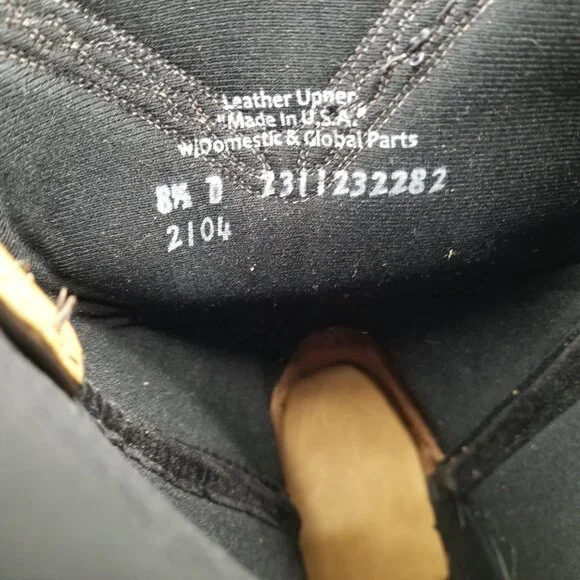 Leather Upper
"Made In U.S.A."
w/Domestic & Global Parts
8½ D 2311232282
2104